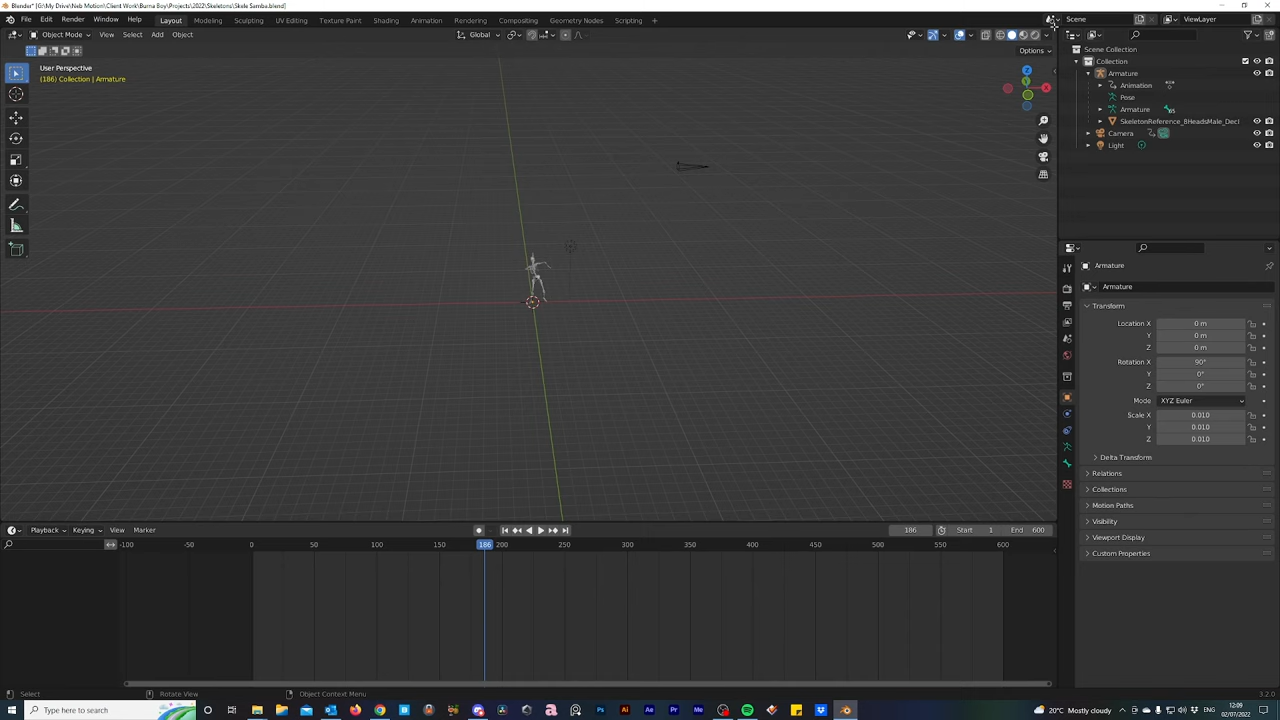 Blender* [G:\My Drive\Neb Motion\Client Work\Burna Boy\Projects\2022\Skeletons\Skele Samba.blend]
File Edit Render Window Help Layout Modeling Sculpting UV Editing Texture Paint Shading Animation Rendering Compositing Geometry Nodes Scripting + Scene ViewLayer
Object Mode View Select Add Object Global
Options
User Perspective
(186) Collection | Armature
Z
Y
X
Scene Collection
Collection
Armature
Animation
Pose
Armature
SkeletonReference_8HeadsMale_Deci
Camera
Light
Armature
Armature
Transform
Location X 0 m
Y 0 m
Z 0 m
Rotation X 90°
Y 0°
Z 0°
Mode XYZ Euler
Scale X 0.010
Y 0.010
Z 0.010
Delta Transform
Relations
Collections
Motion Paths
Visibility
Viewport Display
Custom Properties
Playback Keying View Marker 186 Start 1 End 600
-100 -50 0 50 100 150 186 200 250 300 350 400 450 500 550 600
Select Rotate View Object Context Menu 3.2.0
Type here to search 20°C Mostly cloudy 12:09
02/07/2022